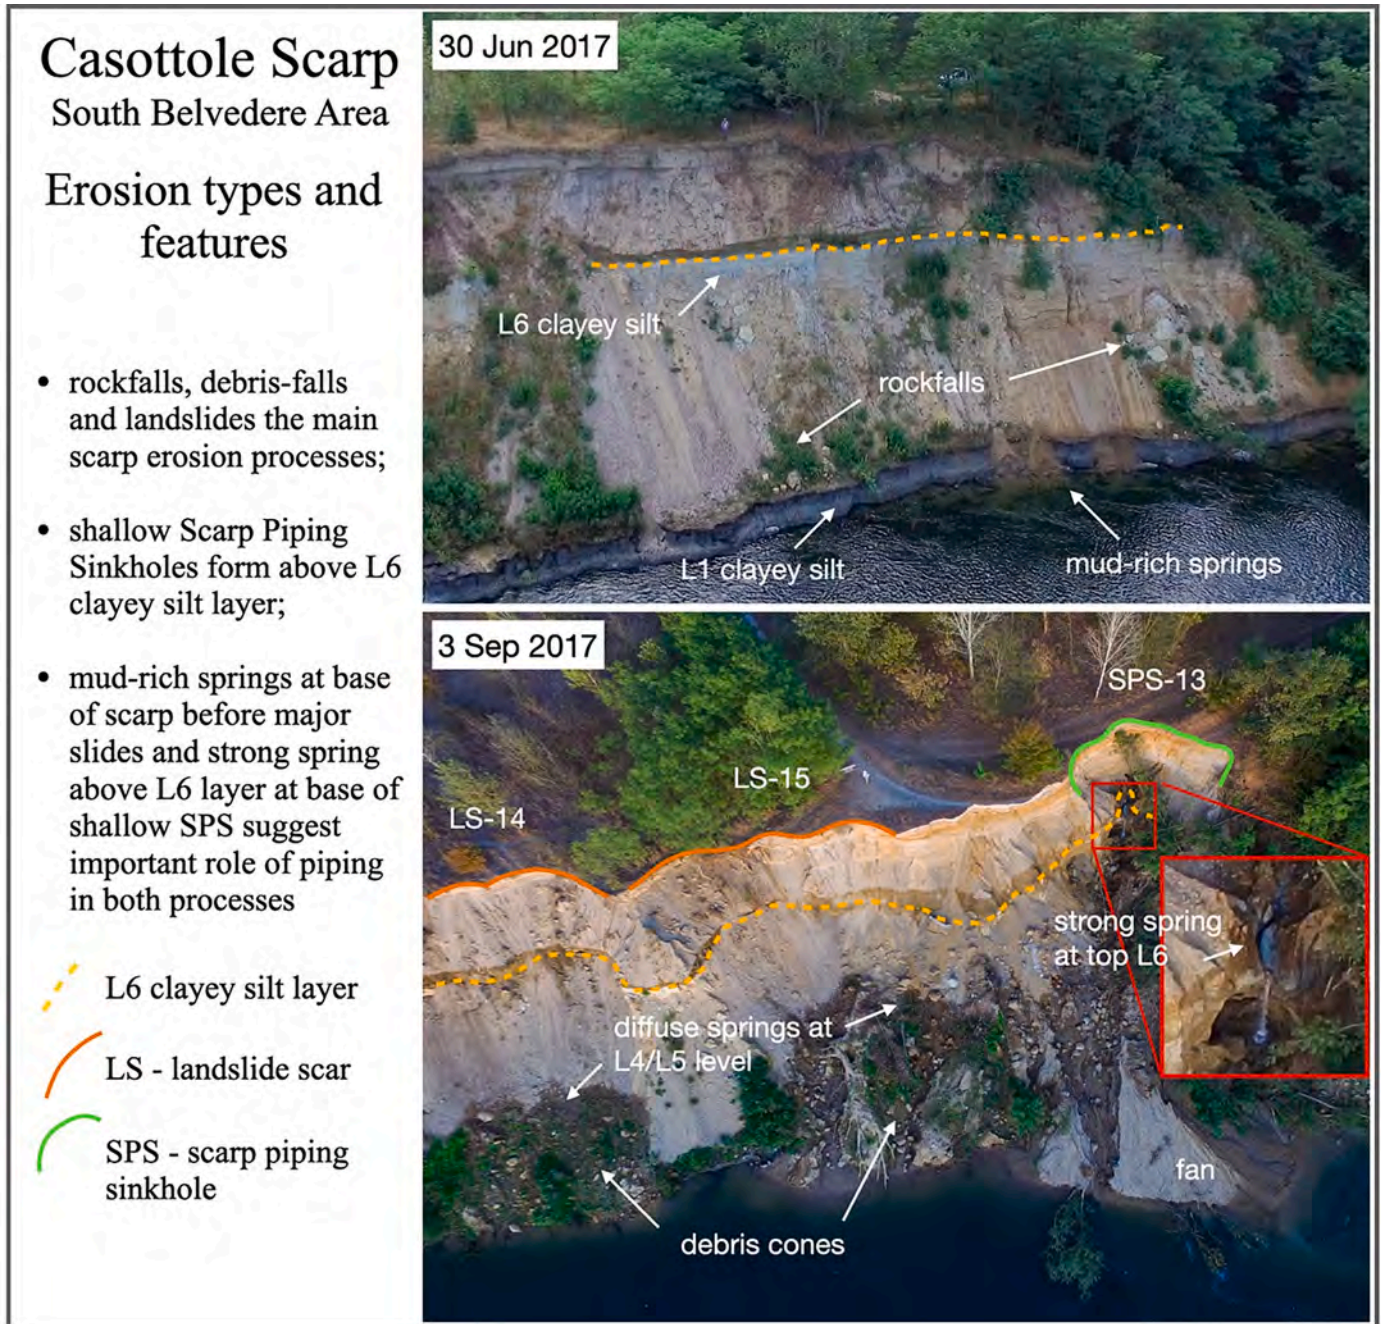 Casottole Scarp
South Belvedere Area
Erosion types and
features
• rockfalls, debris-falls
and landslides the main
scarp erosion processes;
• shallow Scarp Piping
Sinkholes form above L6
clayey silt layer;
• mud-rich springs at base
of scarp before major
slides and strong spring
above L6 layer at base of
shallow SPS suggest
important role of piping
in both processes
L6 clayey silt layer
LS - landslide scar
SPS - scarp piping
sinkhole
30 Jun 2017
L6 clayey silt
rockfalls
L1 clayey silt
mud-rich springs
3 Sep 2017
SPS-13
LS-15
LS-14
strong spring
at top L6
diffuse springs at
L4/L5 level
fan
debris cones